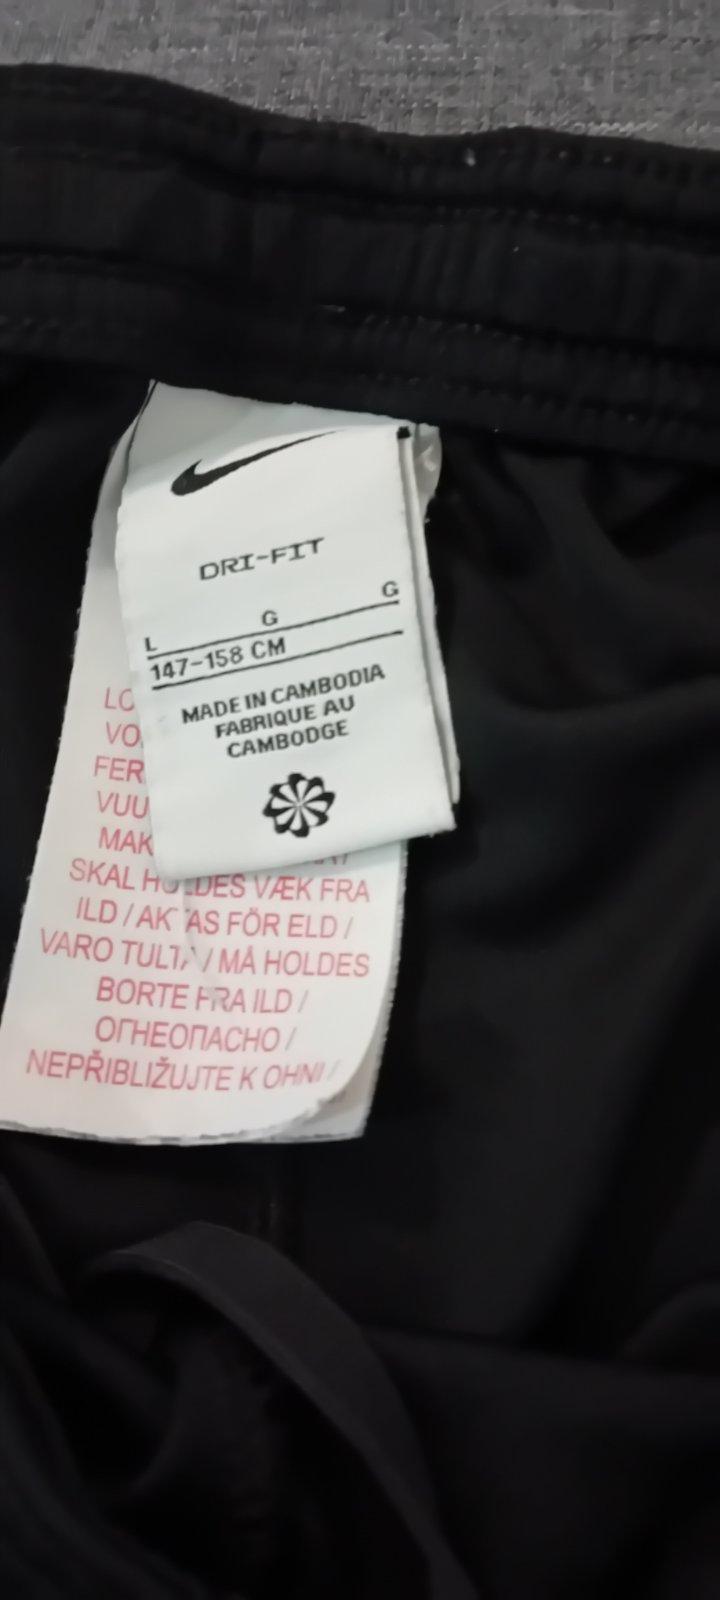 DRI-FIT
L G G
147-158 CM
MADE IN CAMBODIA
FABRIQUE AU
CAMBODGE
SKAL HOLDES VÆK FRA
ILD / AKTAS FÖR ELD /
VARO TULTA / MÅ HOLDES
BORTE FRA ILD /
ОГНЕОПАСНО /
NEPŘIBLIŽUJTE K OHNI /